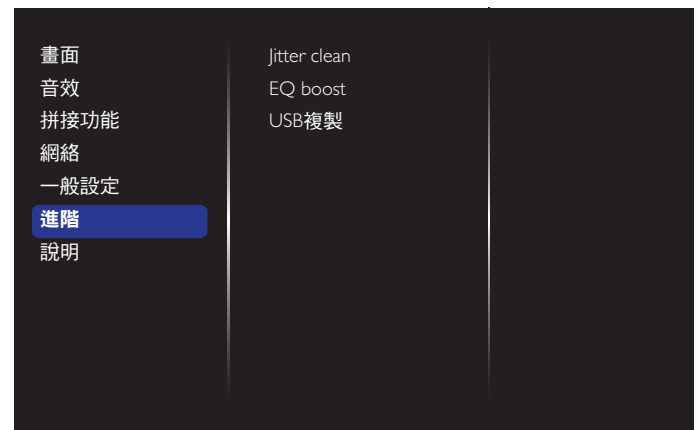 畫面
音效
拼接功能
網絡
一般設定
進階
說明
Jitter clean
EQ boost
USB複製